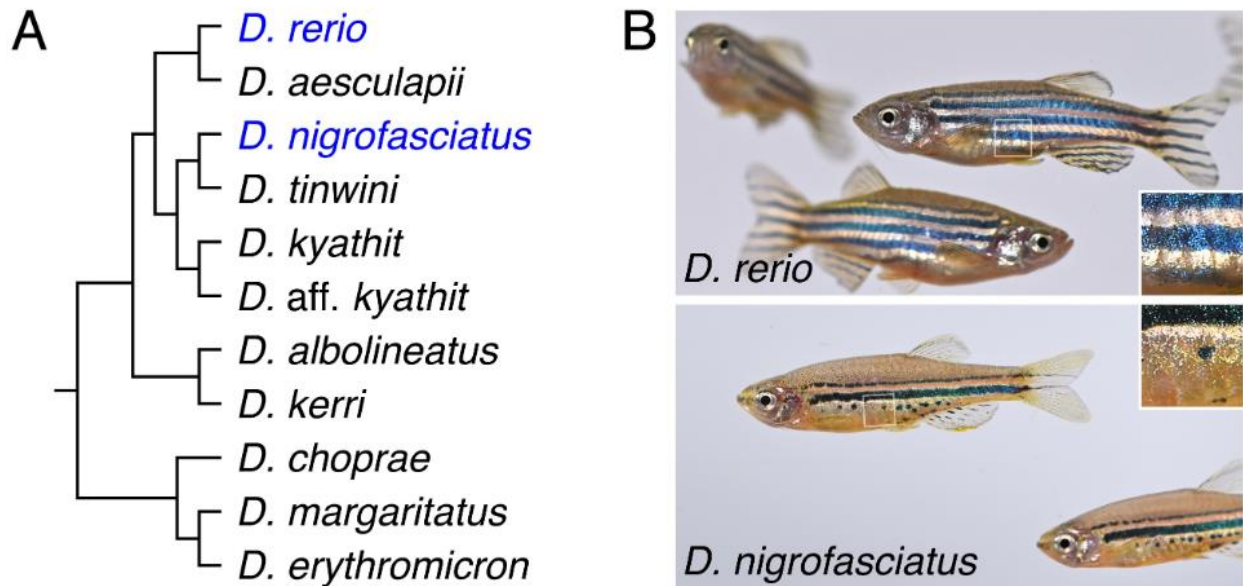 A
D. rerio
D. aesculapii
D. nigrofasciatus
D. tinwini
D. kyathit
D. aff. kyathit
D. albolineatus
D. kerri
D. choprae
D. margaritatus
D. erythromicron
B
D. rerio
D. nigrofasciatus